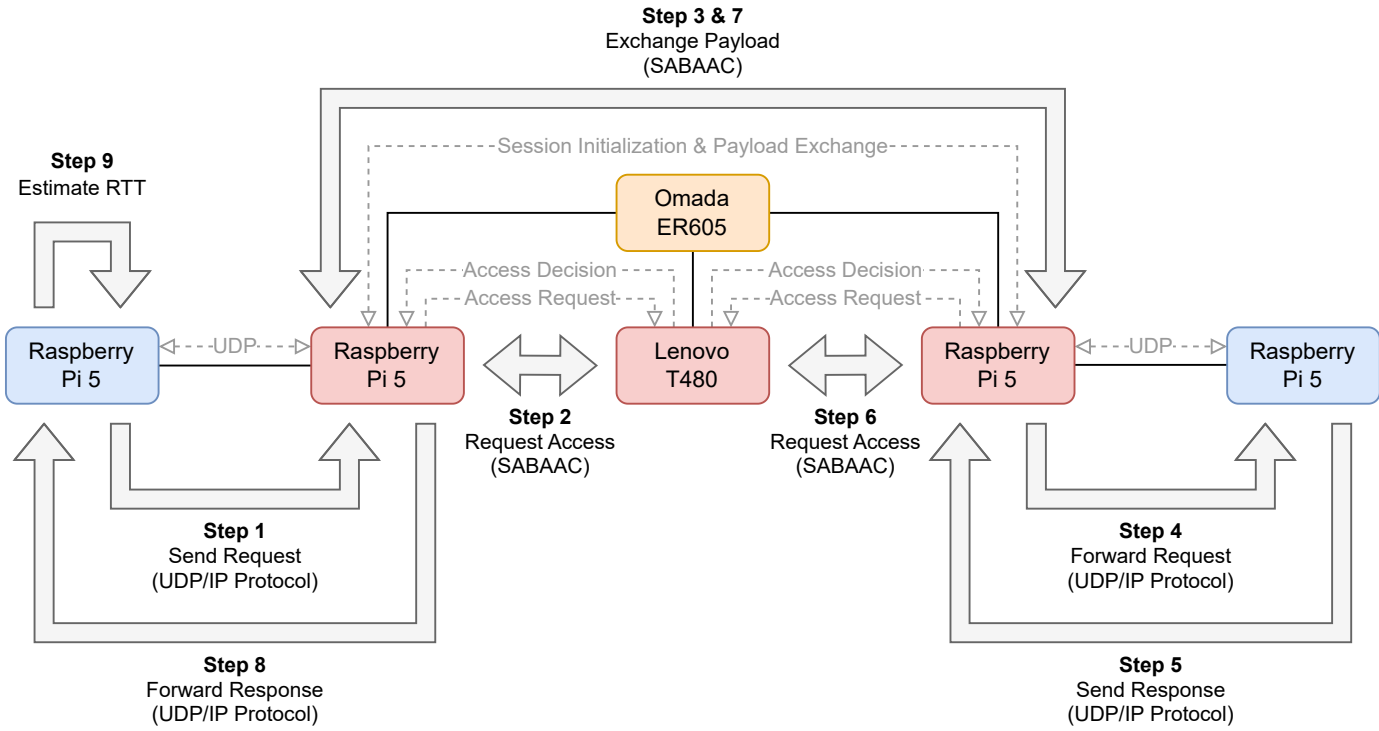 Step 3 & 7
Exchange Payload
(SABAAC)
Session Initialization & Payload Exchange
Step 9
Estimate RTT
Omada
ER605
Access Decision
Access Request
Access Decision
Access Request
Raspberry
Pi 5
UDP
Raspberry
Pi 5
Lenovo
T480
Raspberry
Pi 5
UDP
Raspberry
Pi 5
Step 2
Request Access
(SABAAC)
Step 6
Request Access
(SABAAC)
Step 1
Send Request
(UDP/IP Protocol)
Step 4
Forward Request
(UDP/IP Protocol)
Step 8
Forward Response
(UDP/IP Protocol)
Step 5
Send Response
(UDP/IP Protocol)